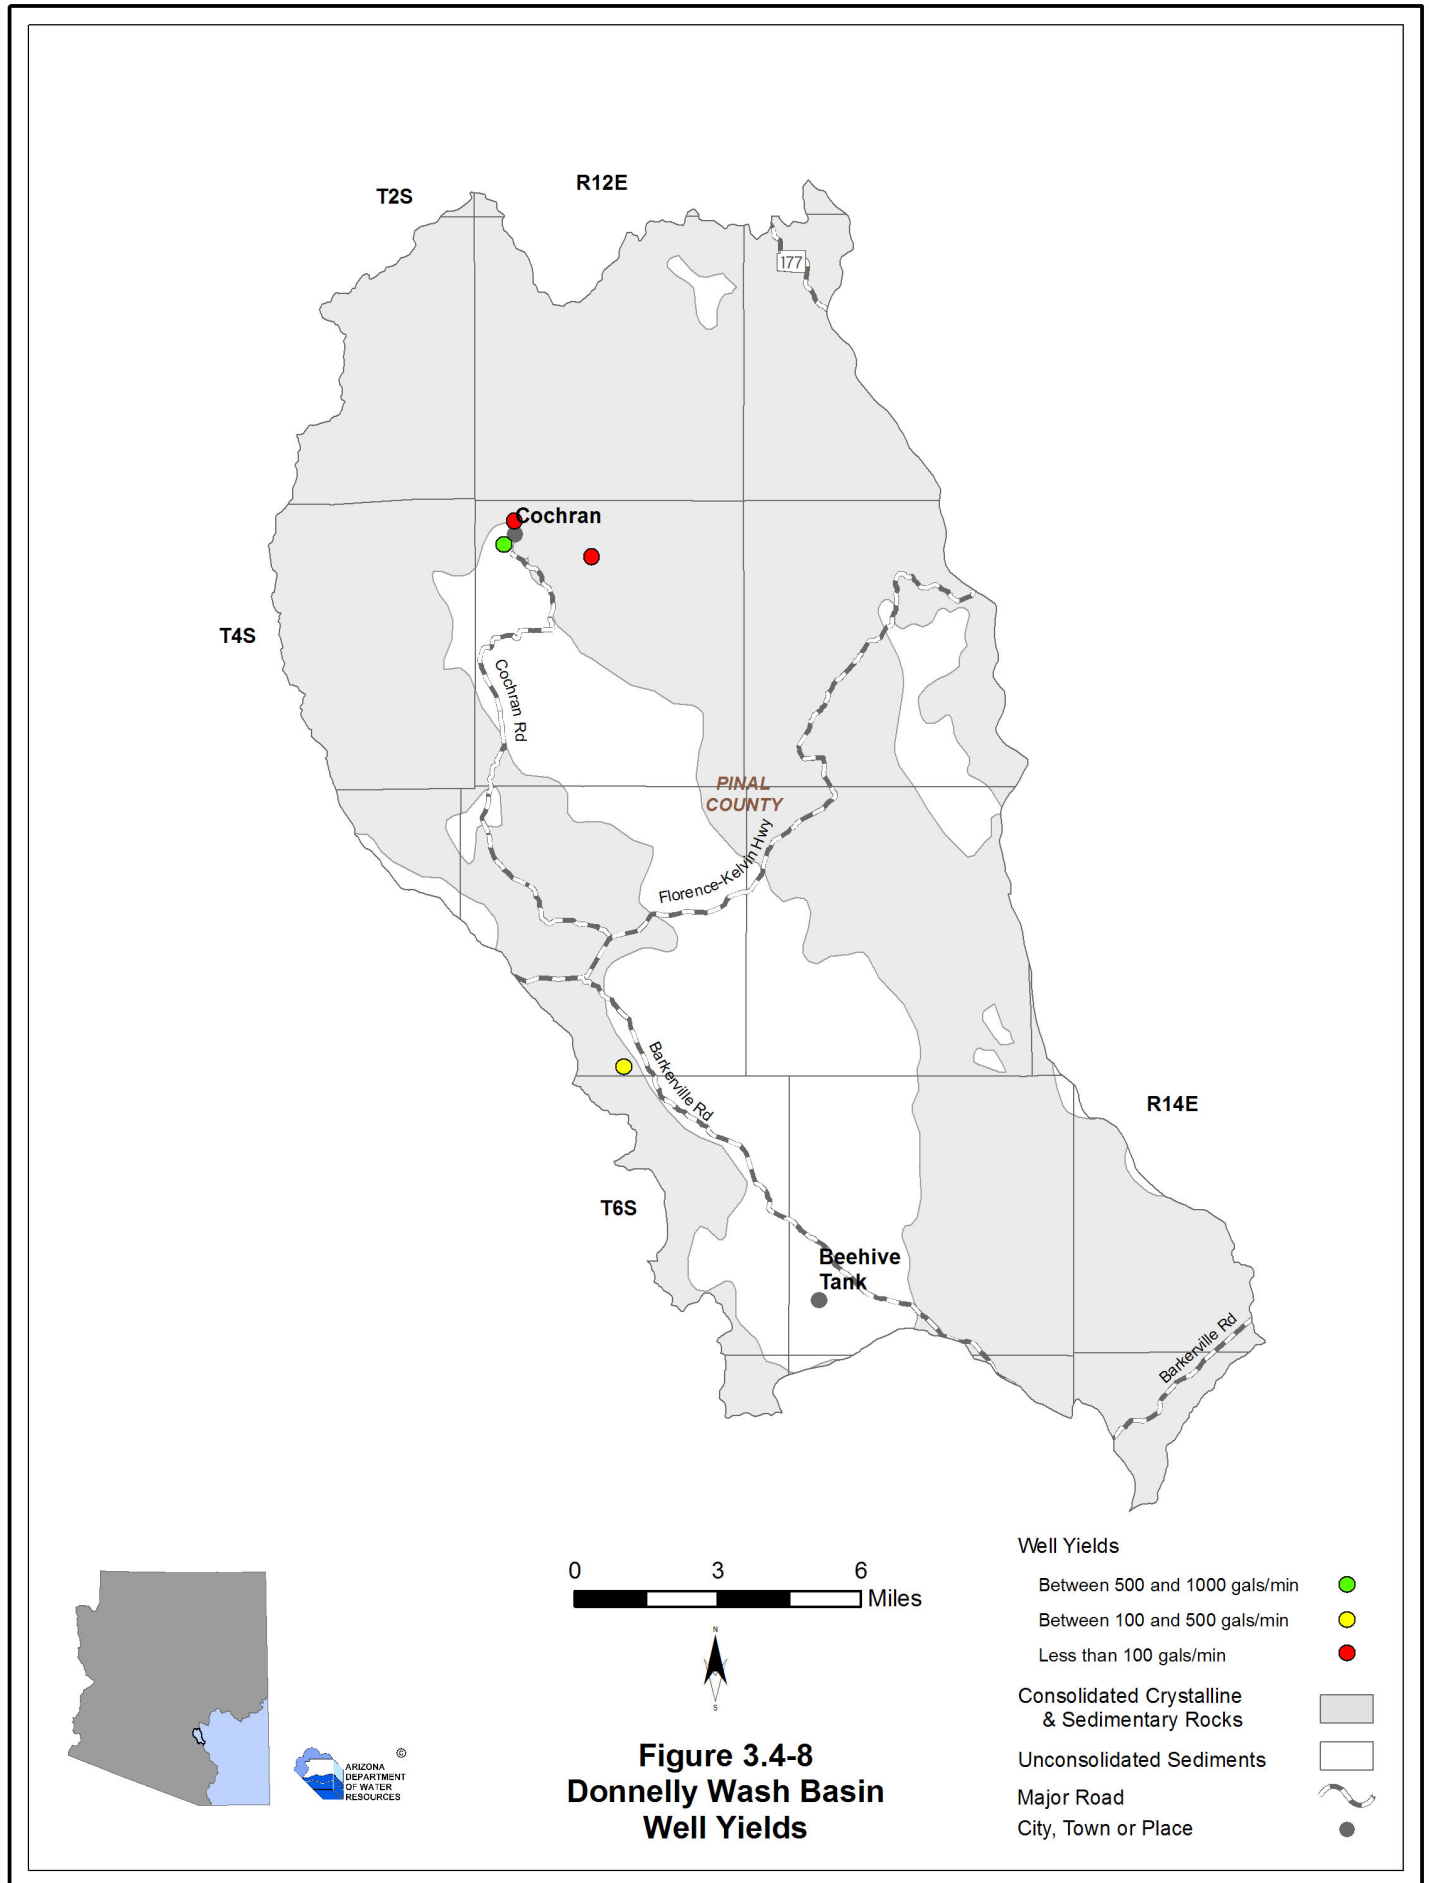 T2S
R12E
177
Cochran
T4S
Cochran Rd
PINAL
COUNTY
Florence-Kelvin Hwy
Barkerville Rd
R14E
T6S
Beehive
Tank
Barkerville Rd
0 3 6
Miles
N
S
Well Yields
Between 500 and 1000 gals/min
Between 100 and 500 gals/min
Less than 100 gals/min
Consolidated Crystalline
& Sedimentary Rocks
Unconsolidated Sediments
Major Road
City, Town or Place
©
ARIZONA
DEPARTMENT
OF WATER
RESOURCES
Figure 3.4-8
Donnelly Wash Basin
Well Yields